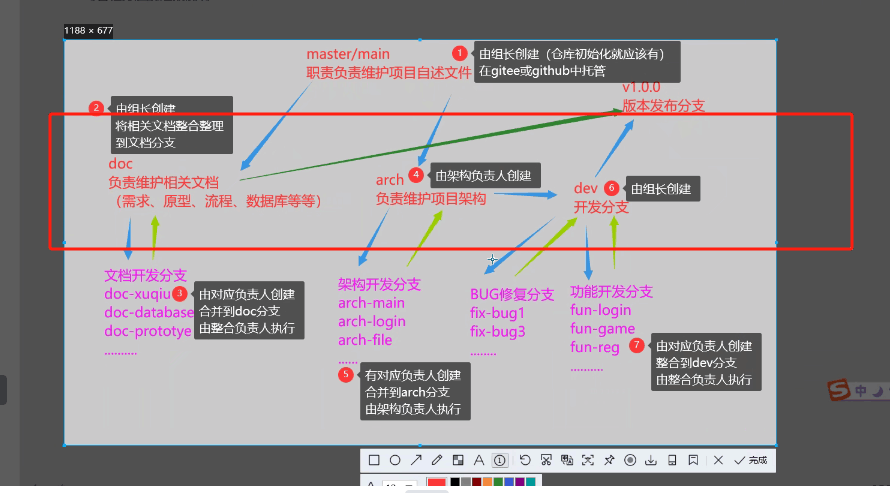 1188 × 677
master/main
职责负责维护项目自述文件
1
由组长创建（仓库初始化就应该有）
在gitee或github中托管
v1.0.0
版本发布分支
2
由组长创建
将相关文档整合整理
到文档分支
doc
负责维护相关文档
（需求、原型、流程、数据库等等）
arch
负责维护项目架构
4
由架构负责人创建
dev
开发分支
6
由组长创建
文档开发分支
doc-xuqiu
doc-database
doc-prototye
..........
3
由对应负责人创建
合并到doc分支
由整合负责人执行
架构开发分支
arch-main
arch-login
arch-file
......
5
有对应负责人创建
合并到arch分支
由架构负责人执行
BUG修复分支
fix-bug1
fix-bug3
........
功能开发分支
fun-login
fun-game
fun-reg
..........
7
由对应负责人创建
整合到dev分支
由整合负责人执行
S 中
A
1
完成